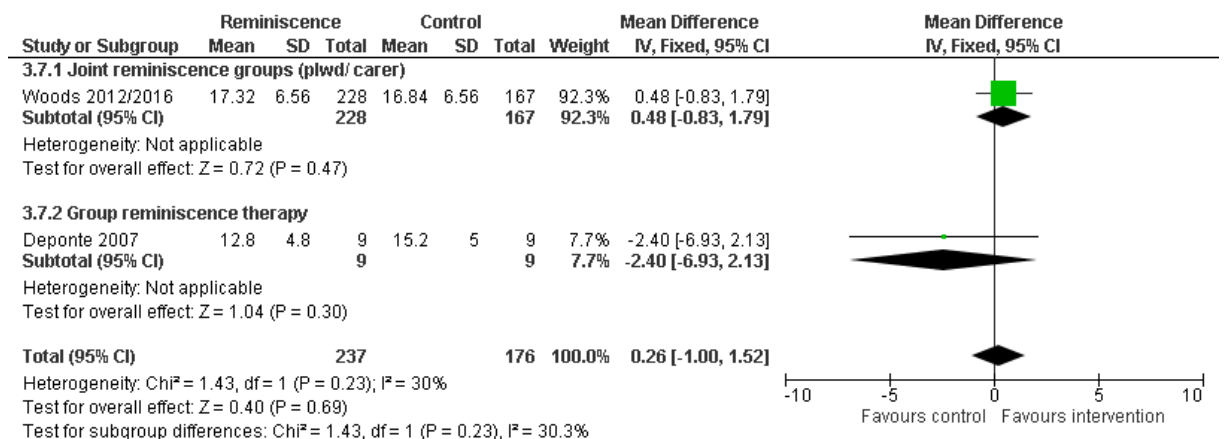 Reminiscence Control Mean Difference Mean Difference
Study or Subgroup Mean SD Total Mean SD Total Weight IV, Fixed, 95% CI IV, Fixed, 95% CI
3.7.1 Joint reminiscence groups (plwd/ carer)
Woods 2012/2016 17.32 6.56 228 16.84 6.56 167 92.3% 0.48 [-0.83, 1.79]
Subtotal (95% CI) 228 167 92.3% 0.48 [-0.83, 1.79]
Heterogeneity: Not applicable
Test for overall effect: Z = 0.72 (P = 0.47)
3.7.2 Group reminiscence therapy
Deponte 2007 12.8 4.8 9 15.2 5 9 7.7% -2.40 [-6.93, 2.13]
Subtotal (95% CI) 9 9 7.7% -2.40 [-6.93, 2.13]
Heterogeneity: Not applicable
Test for overall effect: Z = 1.04 (P = 0.30)
Total (95% CI) 237 176 100.0% 0.26 [-1.00, 1.52]
Heterogeneity: Chi² = 1.43, df = 1 (P = 0.23); I² = 30%
Test for overall effect: Z = 0.40 (P = 0.69)
Test for subgroup differences: Chi² = 1.43, df = 1 (P = 0.23), I² = 30.3%
-10 -5 0 5 10
Favours control Favours intervention